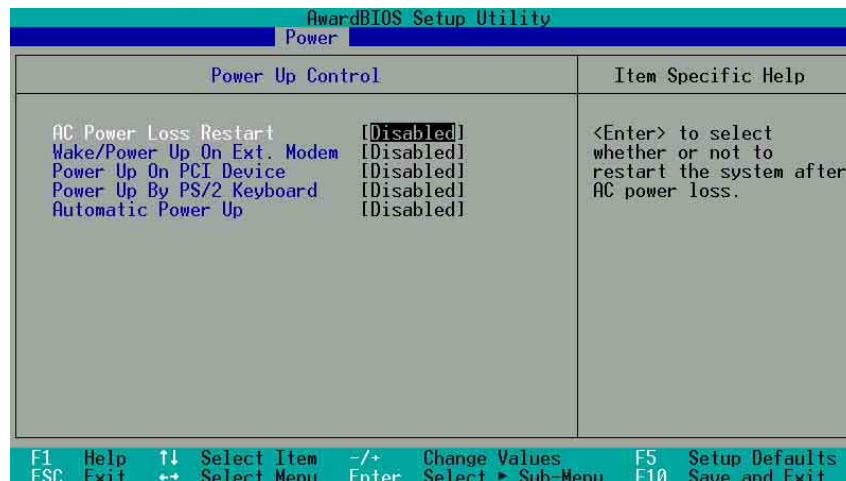 AwardBIOS Setup Utility
Power
Power Up Control
Item Specific Help
AC Power Loss Restart [Disabled]
Wake/Power Up On Ext. Modem [Disabled]
Power Up On PCI Device [Disabled]
Power Up By PS/2 Keyboard [Disabled]
Automatic Power Up [Disabled]
<Enter> to select
whether or not to
restart the system after
AC power loss.
F1 Help ↑↓ Select Item -/+ Change Values F5 Setup Defaults
ESC Exit ←→ Select Menu Enter Select ► Sub-Menu F10 Save and Exit